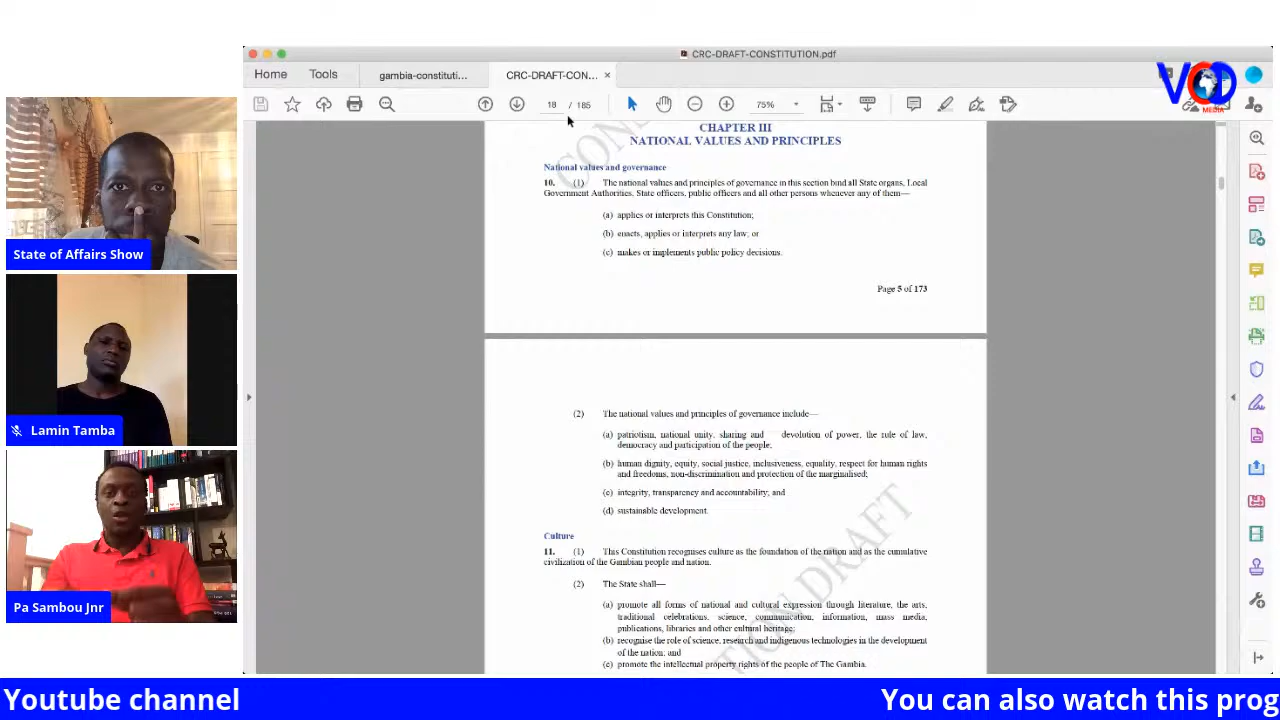 CRC-DRAFT-CONSTITUTION.pdf
Home
Tools
gambia-constituti...
CRC-DRAFT-CON...
18 / 185
75%
VOD
MEDIA
CHAPTER III
NATIONAL VALUES AND PRINCIPLES
National values and governance
10. (1) The national values and principles of governance in this section bind all State organs, Local
Government Authorities, State officers, public officers and all other persons whenever any of them—
(a) applies or interprets this Constitution;
(b) enacts, applies or interprets any law; or
(c) makes or implements public policy decisions.
Page 5 of 173
(2) The national values and principles of governance include—
(a) patriotism, national unity, sharing and devolution of power, the rule of law,
democracy and participation of the people;
(b) human dignity, equity, social justice, inclusiveness, equality, respect for human rights
and freedoms, non-discrimination and protection of the marginalised;
(c) integrity, transparency and accountability; and
(d) sustainable development.
Culture
11. (1) This Constitution recognises culture as the foundation of the nation and as the cumulative
civilization of the Gambian people and nation.
(2) The State shall—
(a) promote all forms of national and cultural expression through literature, the arts,
traditional celebrations, science, communication, information, mass media,
publications, libraries and other cultural heritage;
(b) recognise the role of science, research and indigenous technologies in the development
of the nation; and
(c) promote the intellectual property rights of the people of The Gambia.
CON
TION DRAFT
State of Affairs Show
Lamin Tamba
Pa Sambou Jnr
Youtube channel
You can also watch this prog